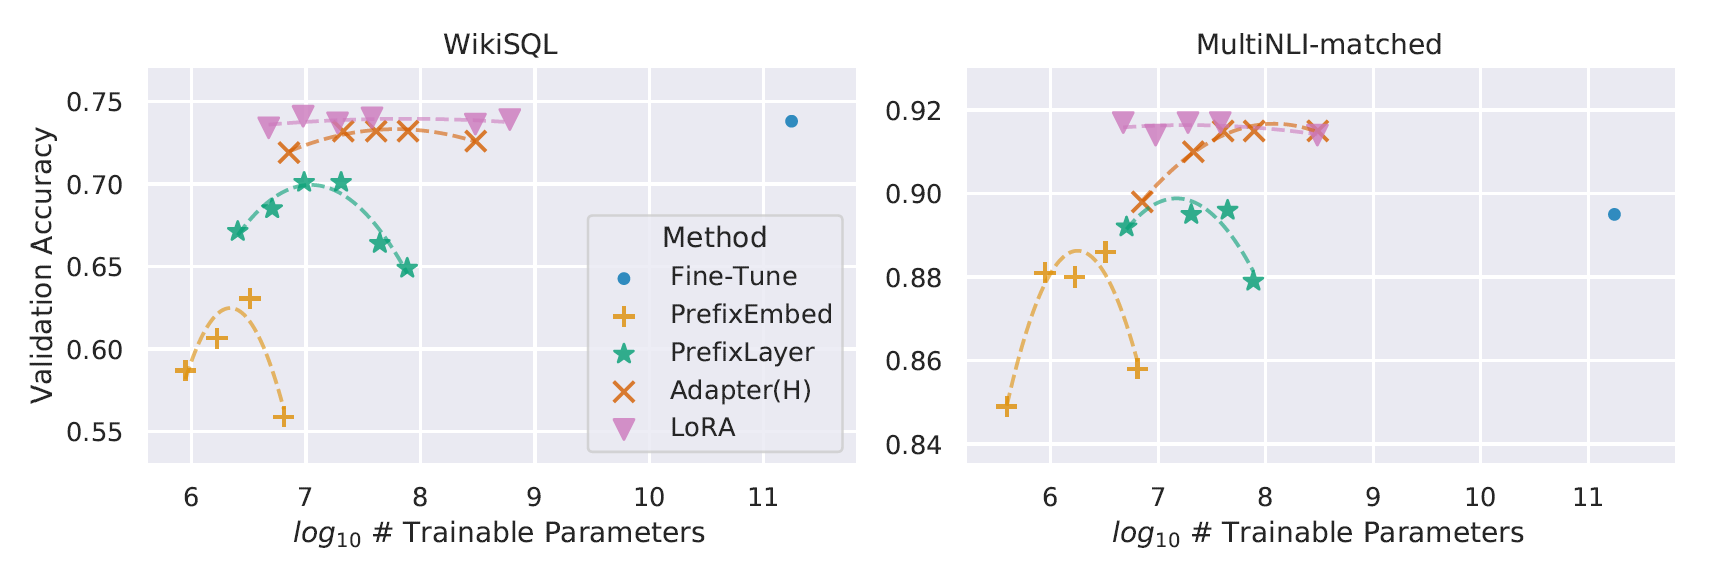 WikiSQL
Validation Accuracy
0.75
0.70
0.65
0.60
0.55
6 7 8 9 10 11
log10 # Trainable Parameters
Method
Fine-Tune
PrefixEmbed
PrefixLayer
Adapter(H)
LoRA
MultiNLI-matched
0.92
0.90
0.88
0.86
0.84
6 7 8 9 10 11
log10 # Trainable Parameters